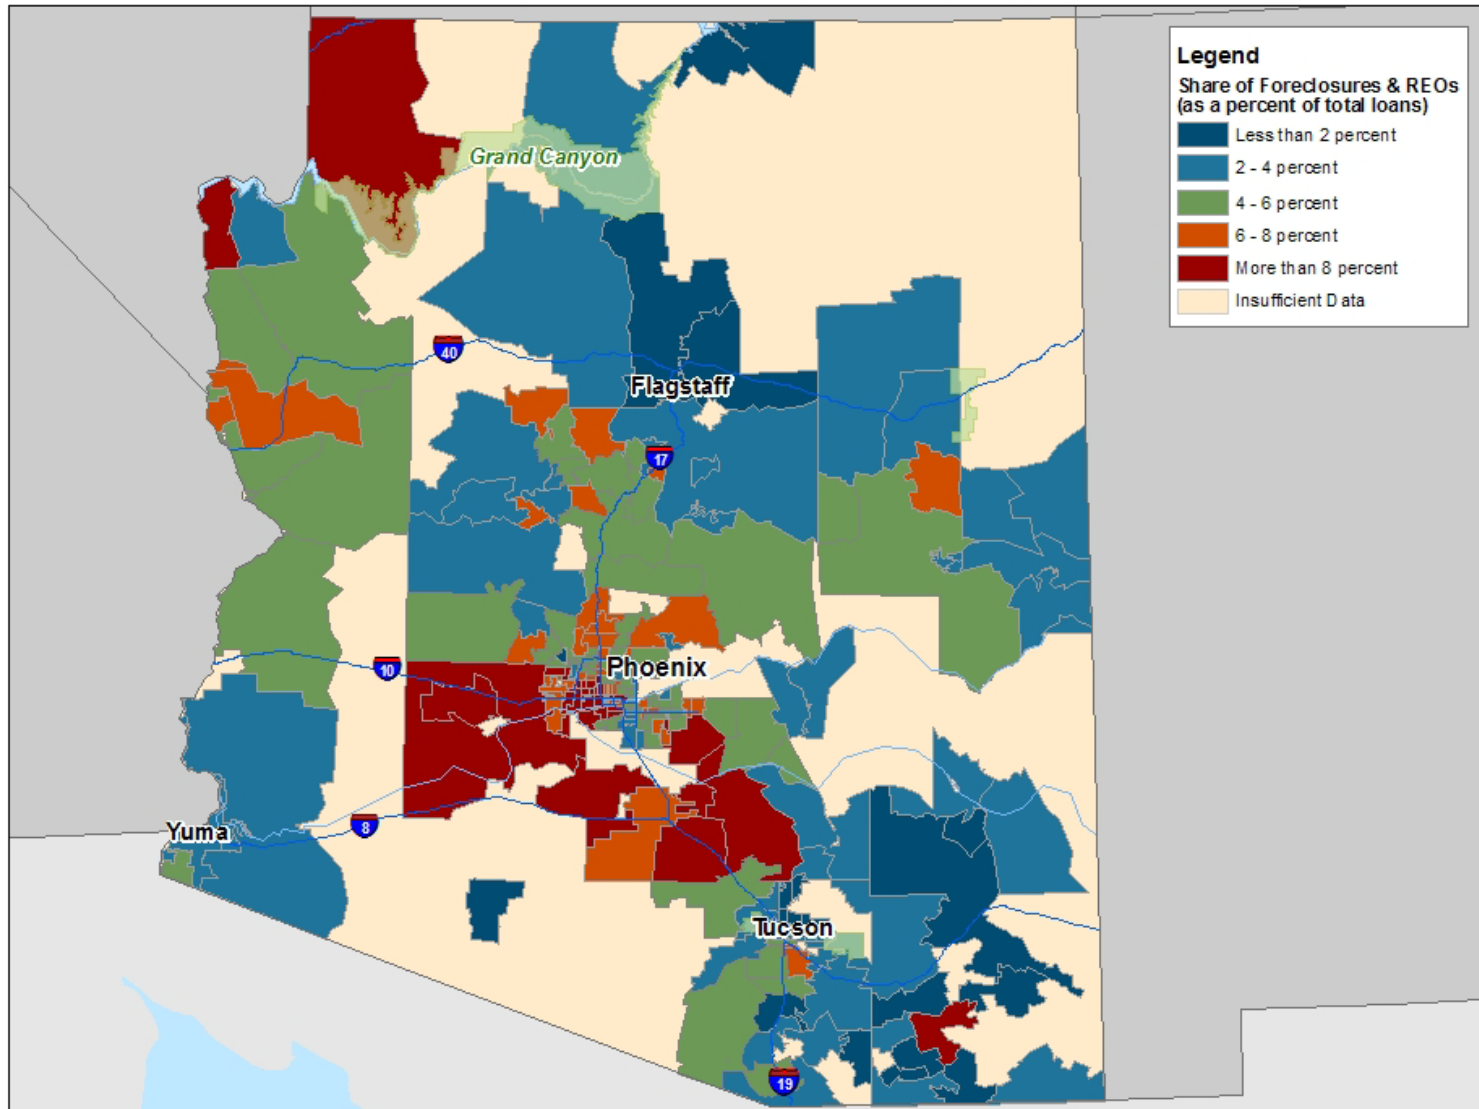 Legend
Share of Foreclosures & REOs
(as a percent of total loans)
Less than 2 percent
2 - 4 percent
4 - 6 percent
6 - 8 percent
More than 8 percent
Insufficient Data
Grand Canyon
40
Flagstaff
17
Phoenix
10
Yuma
8
Tucson
19